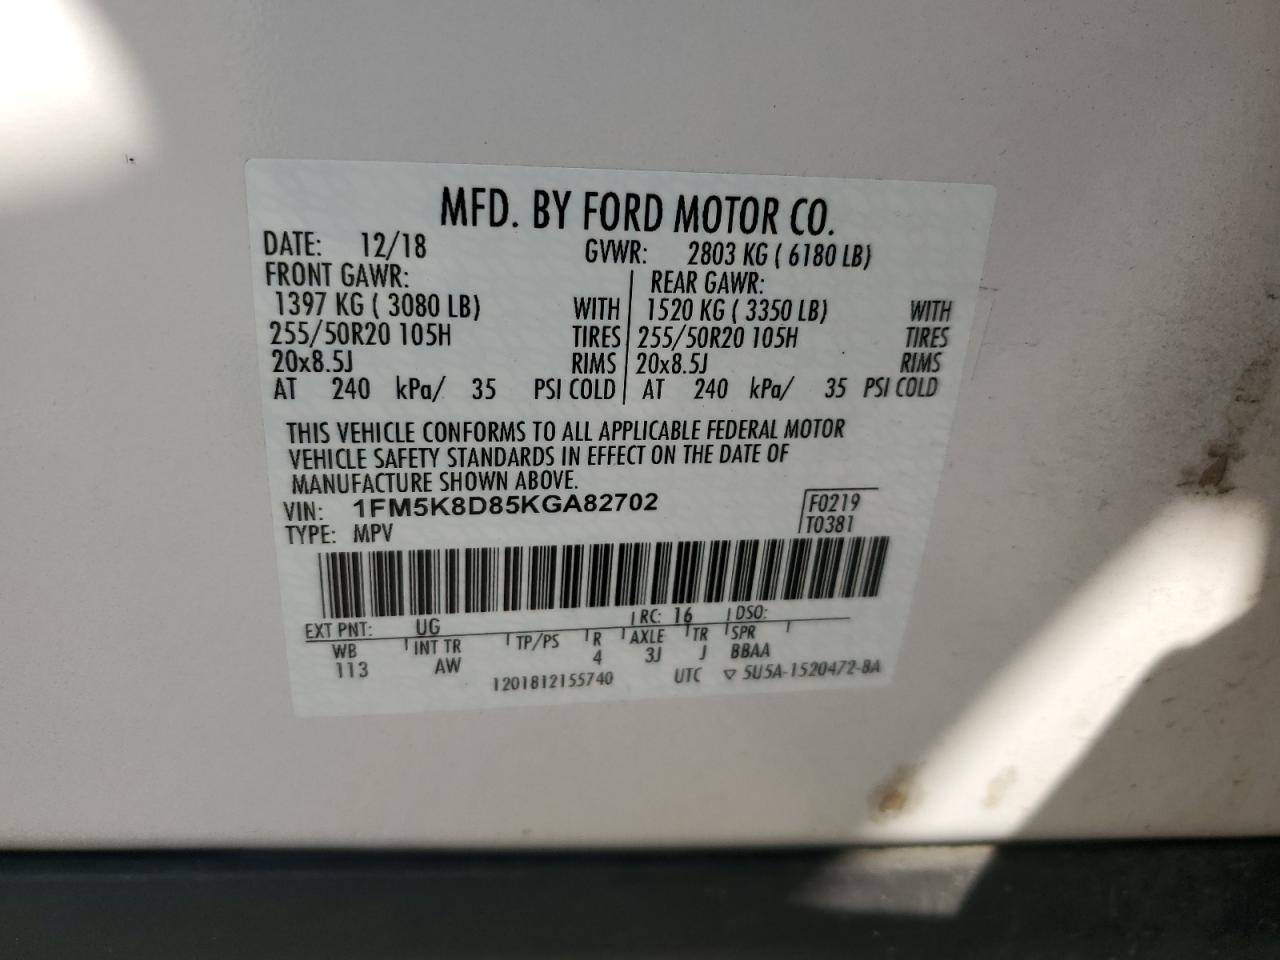 MFD. BY FORD MOTOR CO.
DATE: 12/18 GVWR: 2803 KG ( 6180 LB)
FRONT GAWR: REAR GAWR:
1397 KG ( 3080 LB) WITH 1520 KG ( 3350 LB) WITH
255/50R20 105H TIRES 255/50R20 105H TIRES
20x8.5J RIMS 20x8.5J RIMS
AT 240 kPa/ 35 PSI COLD AT 240 kPa/ 35 PSI COLD
THIS VEHICLE CONFORMS TO ALL APPLICABLE FEDERAL MOTOR
VEHICLE SAFETY STANDARDS IN EFFECT ON THE DATE OF
MANUFACTURE SHOWN ABOVE.
VIN: 1FM5K8D85KGA82702 F0219
TYPE: MPV T0381
EXT PNT: UG RC: 16 DSO:
WB INT TR TP/PS R AXLE TR SPR
113 AW 4 3J J BBAA
1201812155740 UTC ▽ 5U5A-1520472-BA